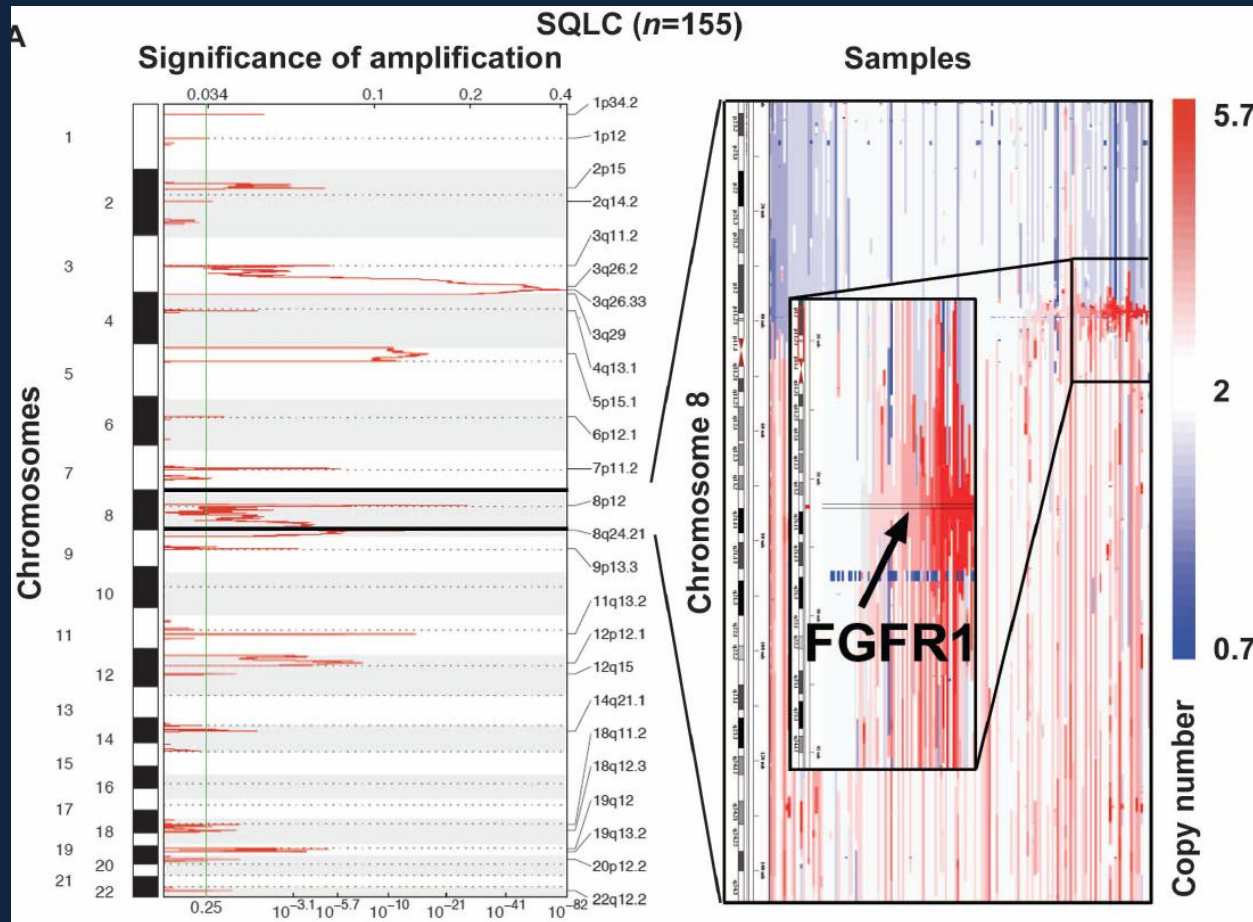 A
SQLC (n=155)
Significance of amplification
Samples
0.034 0.1 0.2 0.4
Chromosomes
1
2
3
4
5
6
7
8
9
10
11
12
13
14
15
16
17
18
19
20
21
22
1p34.2
1p12
2p15
2q14.2
3q11.2
3q26.2
3q26.33
3q29
4q13.1
5p15.1
6p12.1
7p11.2
8p12
8q24.21
9p13.3
11q13.2
12p12.1
12q15
14q21.1
18q11.2
18q12.3
19q12
19q13.2
20p12.2
22q12.2
0.25 10⁻³·¹ 10⁻⁵·⁷ 10⁻¹⁰ 10⁻²¹ 10⁻⁴¹ 10⁻⁸²
Chromosome 8
FGFR1
5.7
2
0.7
Copy number